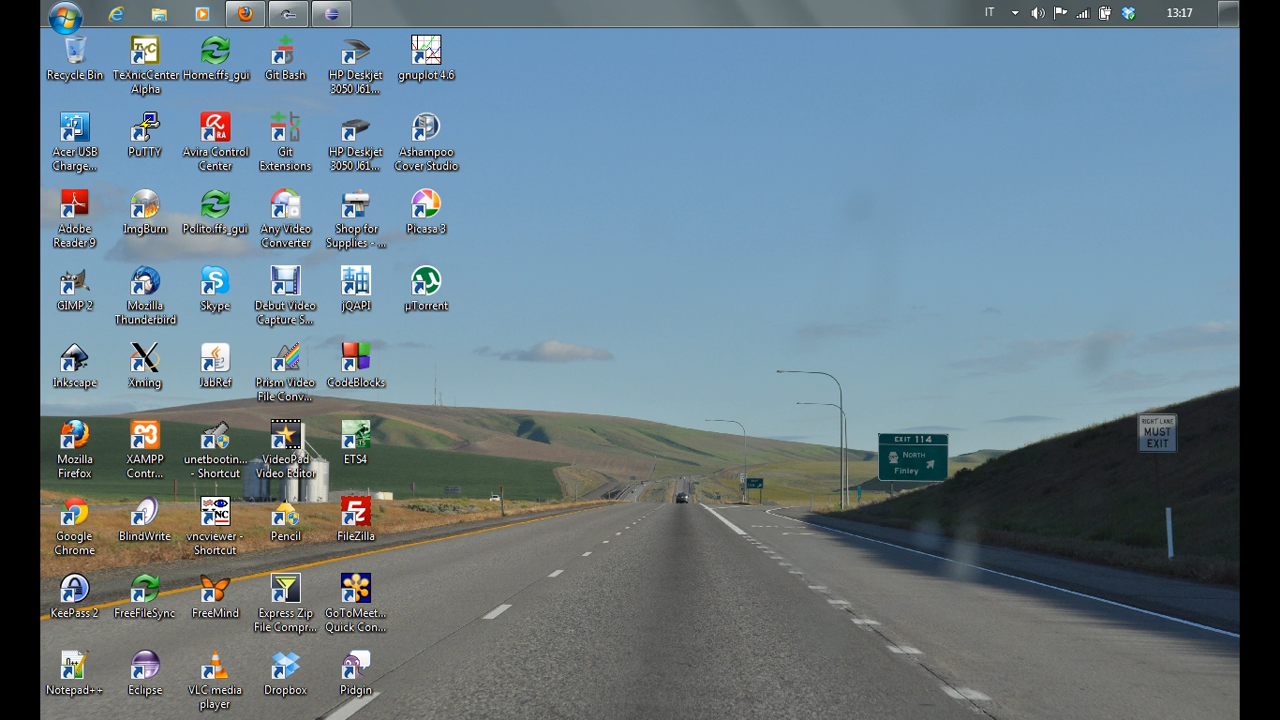 IT
13:17
Recycle Bin
TeXnicCenter
Alpha
Home.ffs_gui
Git Bash
HP Deskjet
3050 J61...
gnuplot 4.6
Acer USB
Charge...
PuTTY
Avira Control
Center
Git
Extensions
HP Deskjet
3050 J61...
Ashampoo
Cover Studio
Adobe
Reader 9
ImgBurn
Polito.ffs_gui
Any Video
Converter
Shop for
Supplies - ...
Picasa 3
GIMP 2
Mozilla
Thunderbird
Skype
Debut Video
Capture S...
jQAPI
µTorrent
Inkscape
Xming
JabRef
Prism Video
File Conv...
CodeBlocks
Mozilla
Firefox
XAMPP
Contr...
unetbootin...
- Shortcut
VideoPad
Video Editor
ETS4
Google
Chrome
BlindWrite
vncviewer -
Shortcut
Pencil
FileZilla
KeePass 2
FreeFileSync
FreeMind
Express Zip
File Compr...
GoToMeet...
Quick Con...
Notepad++
Eclipse
VLC media
player
Dropbox
Pidgin
EXIT 114
NORTH
Finley
RIGHT LANE
MUST
EXIT